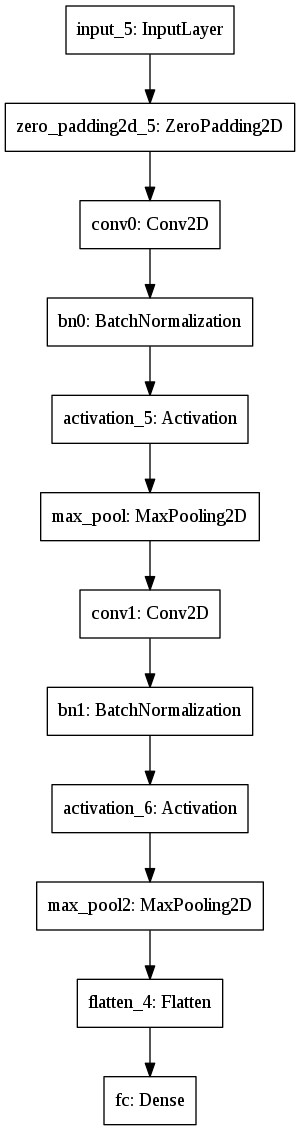 input_5: InputLayer
zero_padding2d_5: ZeroPadding2D
conv0: Conv2D
bn0: BatchNormalization
activation_5: Activation
max_pool: MaxPooling2D
conv1: Conv2D
bn1: BatchNormalization
activation_6: Activation
max_pool2: MaxPooling2D
flatten_4: Flatten
fc: Dense